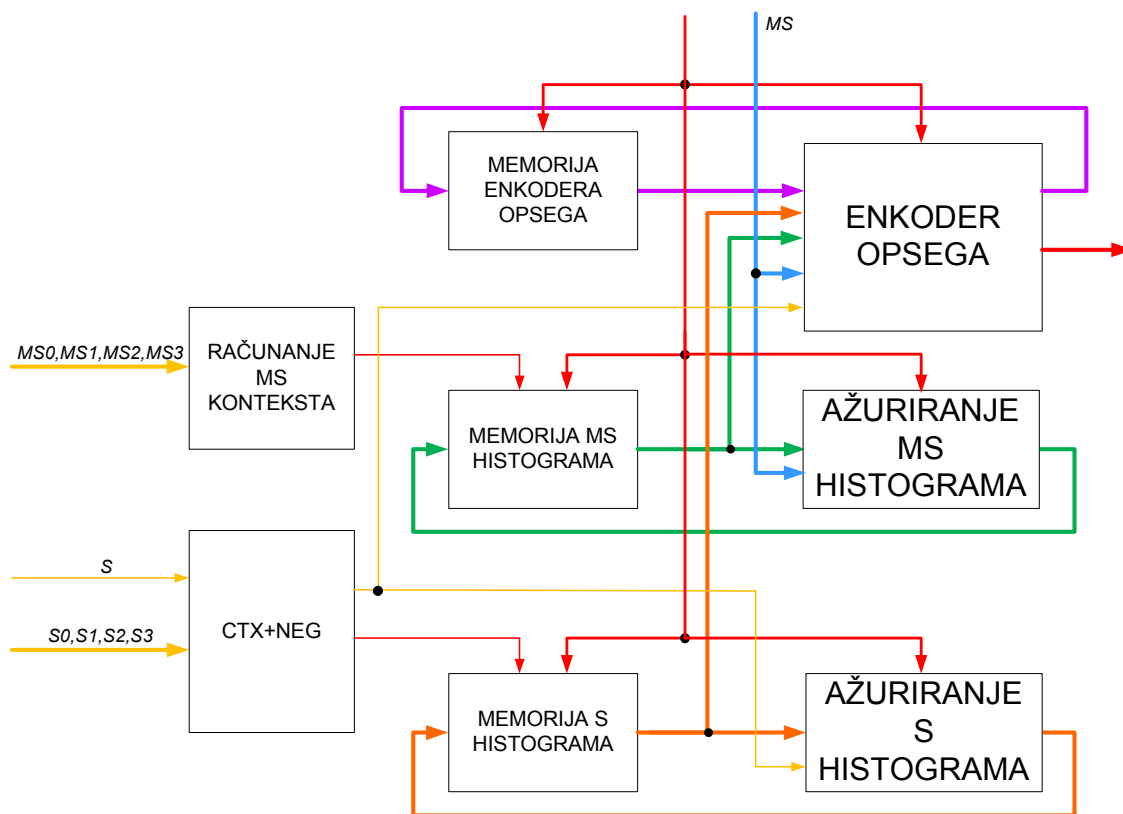 MS
MEMORIJA
ENKODERA
OPSEGA
ENKODER
OPSEGA
MS0,MS1,MS2,MS3
RAČUNANJE
MS
KONTEKSTA
MEMORIJA MS
HISTOGRAMA
AŽURIRANJE
MS
HISTOGRAMA
S
S0,S1,S2,S3
CTX+NEG
MEMORIJA S
HISTOGRAMA
AŽURIRANJE
S
HISTOGRAMA